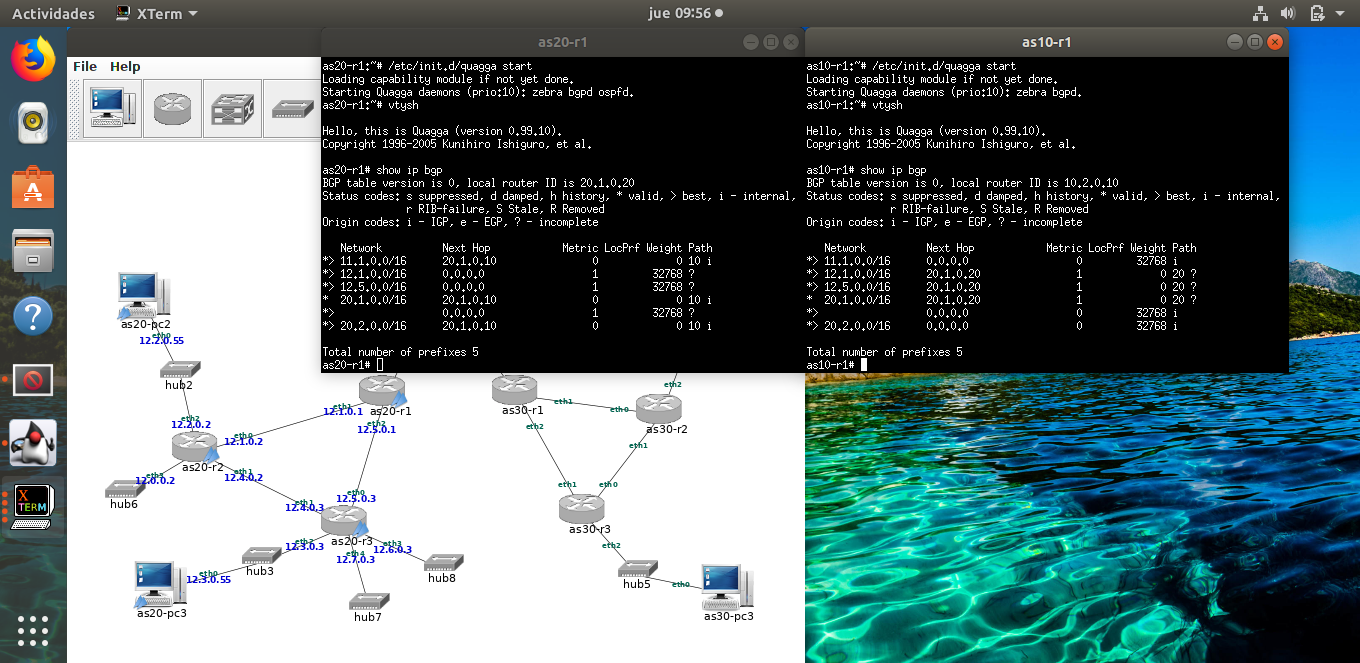 Actividades XTerm jue 09:56
as20-r1
as10-r1
File Help
as20-r1:~# /etc/init.d/quagga start
Loading capability module if not yet done.
Starting Quagga daemons (prio:10): zebra bgpd ospfd.
as20-r1:~# vtysh
Hello, this is Quagga (version 0.99.10).
Copyright 1996-2005 Kunihiro Ishiguro, et al.
as20-r1# show ip bgp
BGP table version is 0, local router ID is 20.1.0.20
Status codes: s suppressed, d damped, h history, * valid, > best, i - internal,
r RIB-failure, S Stale, R Removed
Origin codes: i - IGP, e - EGP, ? - incomplete
Network Next Hop Metric LocPrf Weight Path
*> 11.1.0.0/16 20.1.0.10 0 0 10 i
*> 12.1.0.0/16 0.0.0.0 1 32768 ?
*> 12.5.0.0/16 0.0.0.0 1 32768 ?
* 20.1.0.0/16 20.1.0.10 0 0 10 i
*> 0.0.0.0 1 32768 ?
*> 20.2.0.0/16 20.1.0.10 0 0 10 i
Total number of prefixes 5
as20-r1#
as10-r1:~# /etc/init.d/quagga start
Loading capability module if not yet done.
Starting Quagga daemons (prio:10): zebra bgpd.
as10-r1:~# vtysh
Hello, this is Quagga (version 0.99.10).
Copyright 1996-2005 Kunihiro Ishiguro, et al.
as10-r1# show ip bgp
BGP table version is 0, local router ID is 10.2.0.10
Status codes: s suppressed, d damped, h history, * valid, > best, i - internal,
r RIB-failure, S Stale, R Removed
Origin codes: i - IGP, e - EGP, ? - incomplete
Network Next Hop Metric LocPrf Weight Path
*> 11.1.0.0/16 0.0.0.0 0 32768 i
*> 12.1.0.0/16 20.1.0.20 1 0 20 ?
*> 12.5.0.0/16 20.1.0.20 1 0 20 ?
* 20.1.0.0/16 20.1.0.20 1 0 20 ?
*> 0.0.0.0 0 32768 i
*> 20.2.0.0/16 0.0.0.0 0 32768 i
Total number of prefixes 5
as10-r1#
as20-pc2
eth0
12.2.0.55
hub2
eth2
12.2.0.2
eth0
12.1.0.2
as20-r2
eth1
12.4.0.2
12.0.0.2
hub6
eth1
12.1.0.1
as20-r1
eth2
12.5.0.1
eth0
12.5.0.3
eth1
12.4.0.3
as20-r3
eth2
12.3.0.3
eth3
12.6.0.3
eth4
12.7.0.3
hub3
hub8
hub7
eth0
12.3.0.55
as20-pc3
as30-r1
eth1
eth2
eth2
eth0
as30-r2
eth1
eth1
eth0
as30-r3
eth2
hub5
eth0
as30-pc3
X
TERM